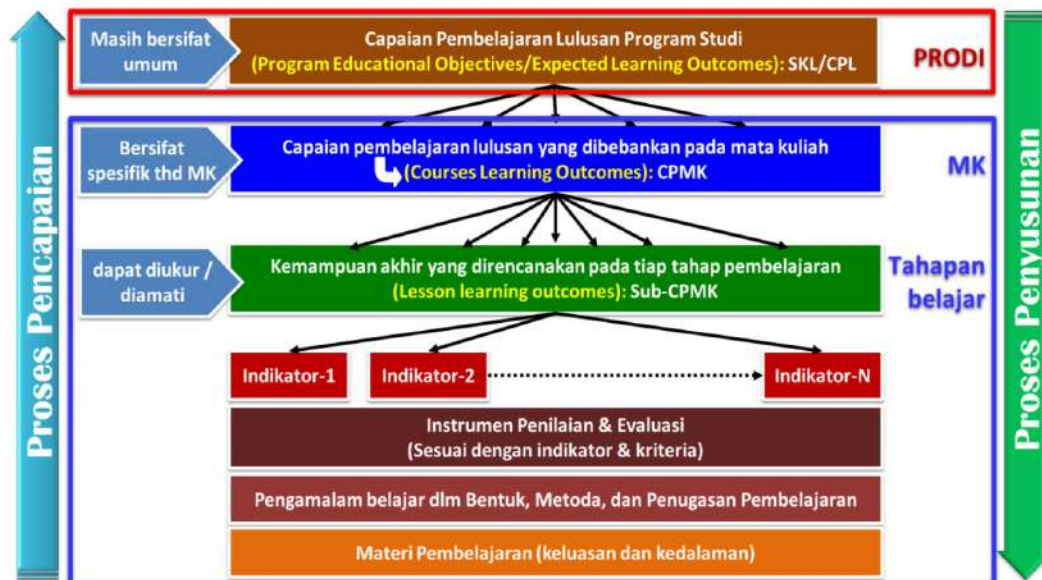 Proses Pencapaian
Masih bersifat
umum
Capaian Pembelajaran Lulusan Program Studi
(Program Educational Objectives/Expected Learning Outcomes): SKL/CPL
PRODI
Bersifat
spesifik thd MK
Capaian pembelajaran lulusan yang dibebankan pada mata kuliah
(Courses Learning Outcomes): CPMK
MK
dapat diukur /
diamati
Kemampuan akhir yang direncanakan pada tiap tahap pembelajaran
(Lesson learning outcomes): Sub-CPMK
Tahapan
belajar
Indikator-1
Indikator-2
Indikator-N
Instrumen Penilaian & Evaluasi
(Sesuai dengan indikator & kriteria)
Pengamalam belajar dlm Bentuk, Metoda, dan Penugasan Pembelajaran
Materi Pembelajaran (keluasan dan kedalaman)
Proses Penyusunan